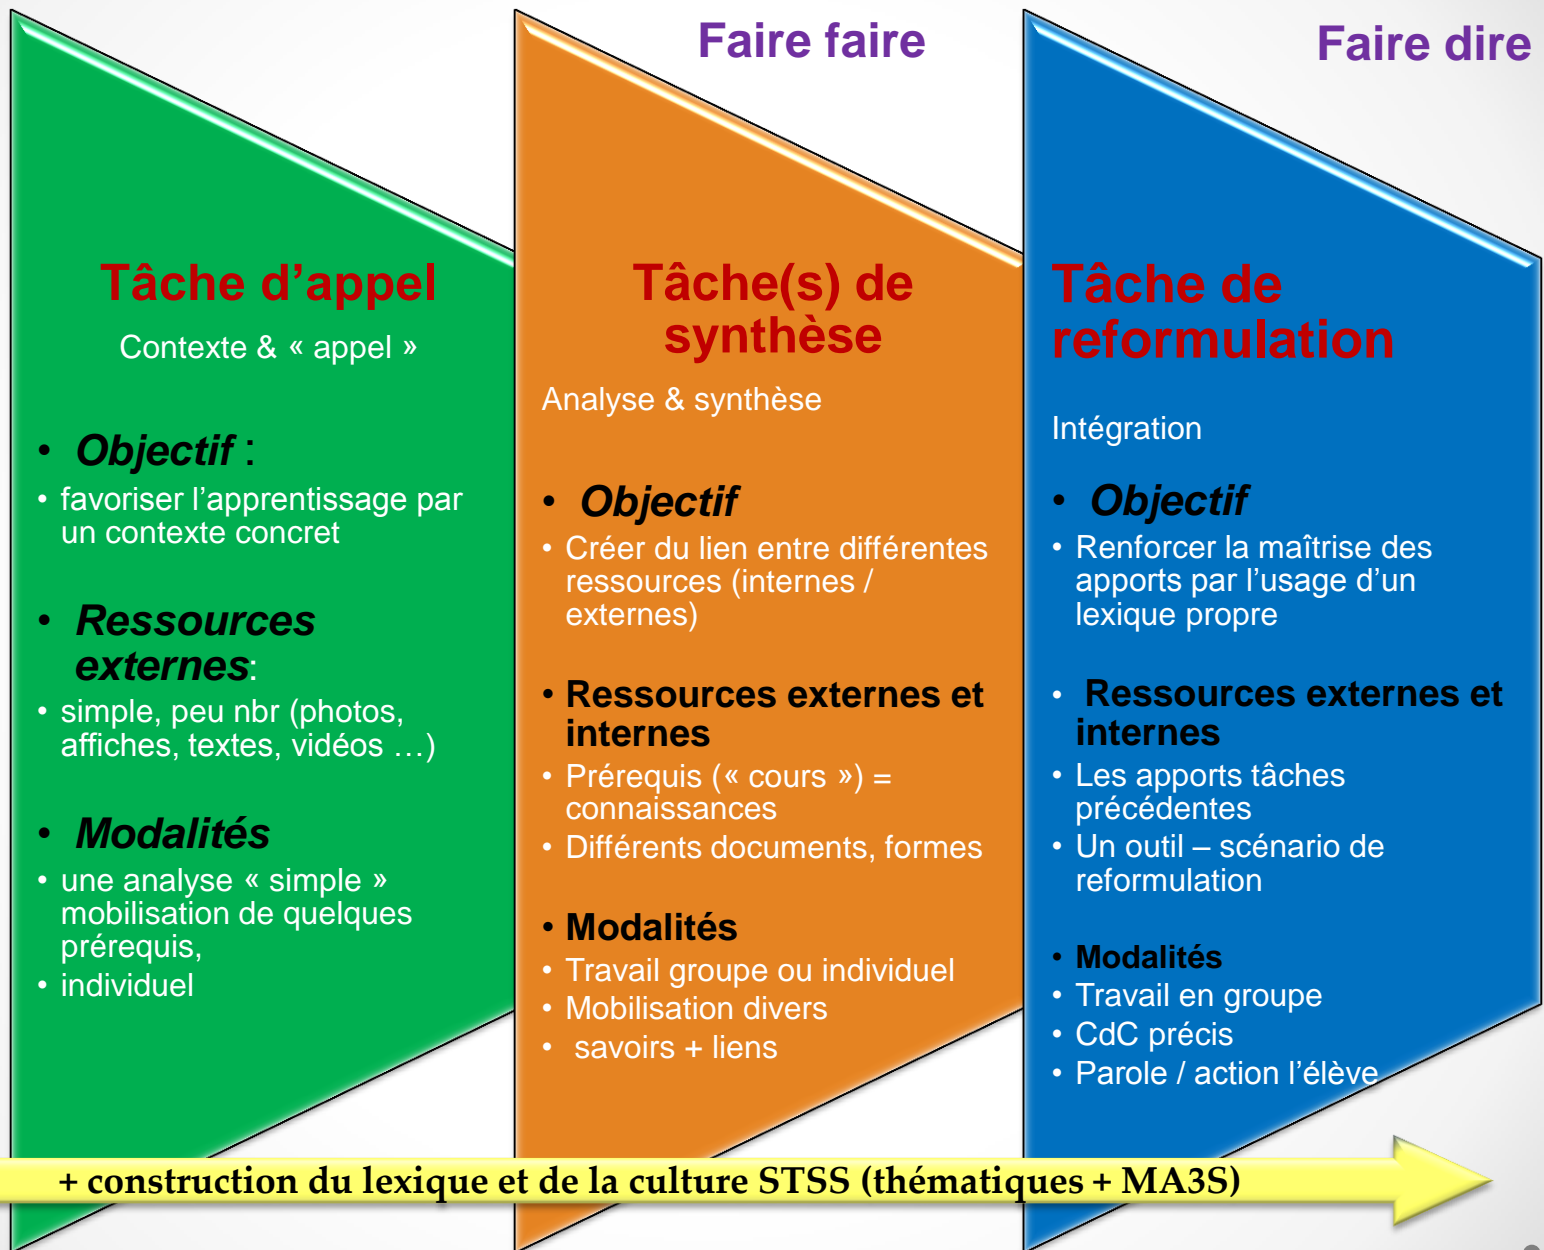 Faire faire
Faire dire
Tâche d’appel
Contexte & « appel »
• Objectif :
• favoriser l’apprentissage par
un contexte concret
• Ressources
externes:
• simple, peu nbr (photos,
affiches, textes, vidéos …)
• Modalités
• une analyse « simple »
mobilisation de quelques
prérequis,
• individuel
Tâche(s) de
synthèse
Analyse & synthèse
• Objectif
• Créer du lien entre différentes
ressources (internes /
externes)
• Ressources externes et
internes
• Prérequis (« cours ») =
connaissances
• Différents documents, formes
• Modalités
• Travail groupe ou individuel
• Mobilisation divers
• savoirs + liens
Tâche de
reformulation
Intégration
• Objectif
• Renforcer la maîtrise des
apports par l’usage d’un
lexique propre
• Ressources externes et
internes
• Les apports tâches
précédentes
• Un outil – scénario de
reformulation
• Modalités
• Travail en groupe
• CdC précis
• Parole / action l’élève
+ construction du lexique et de la culture STSS (thématiques + MA3S)